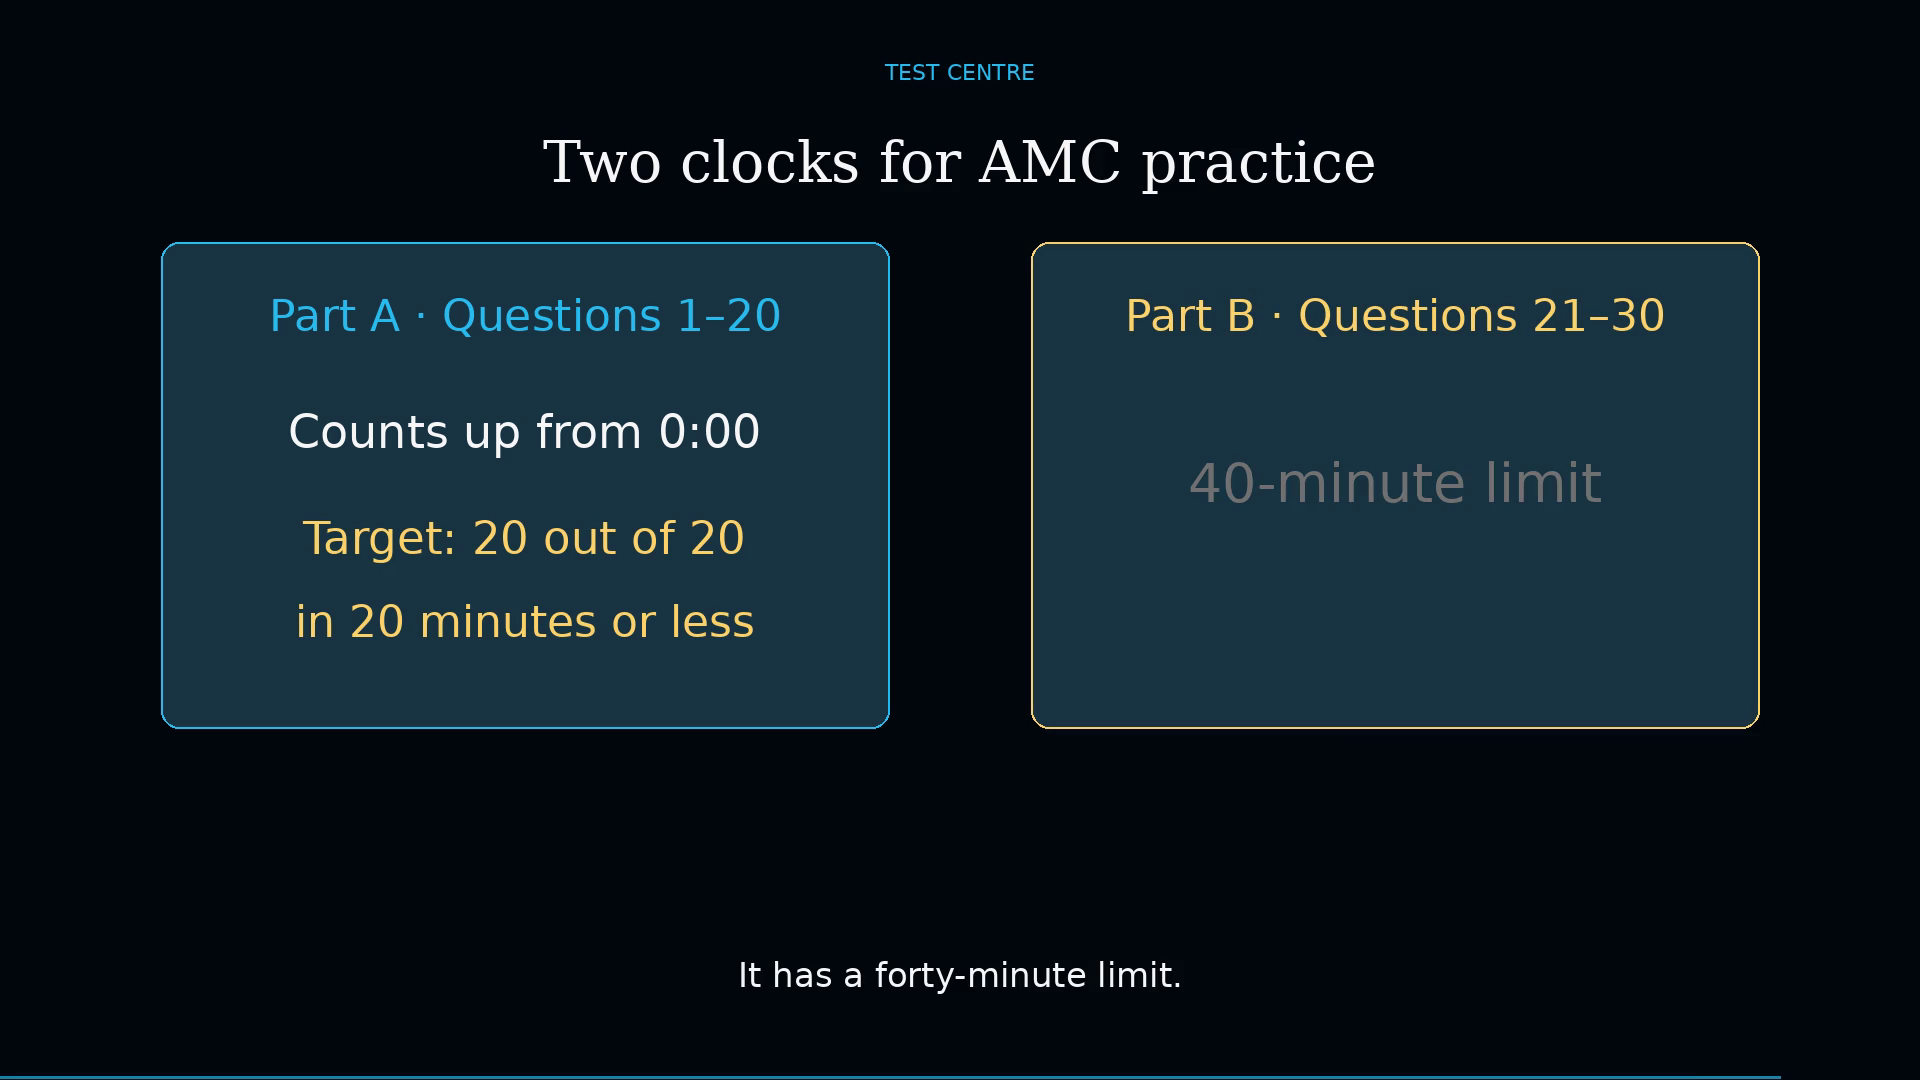 TEST CENTRE
Two clocks for AMC practice
Part A · Questions 1–20
Counts up from 0:00
Target: 20 out of 20
in 20 minutes or less
Part B · Questions 21–30
40-minute limit
It has a forty-minute limit.